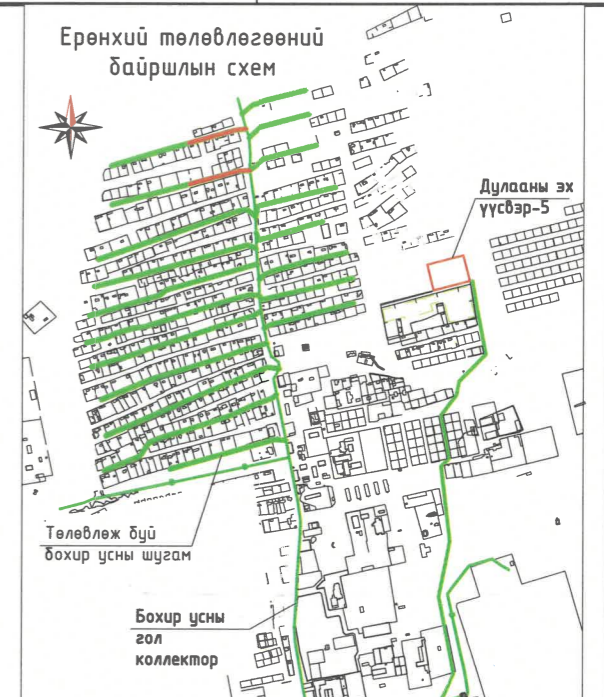 Ерөнхий төлөвлөгөөний
байршлын схем
Дулааны эх
үүсвэр-5
Төлөвлөж буй
бохир усны шугам
Бохир усны
гол
коллектор